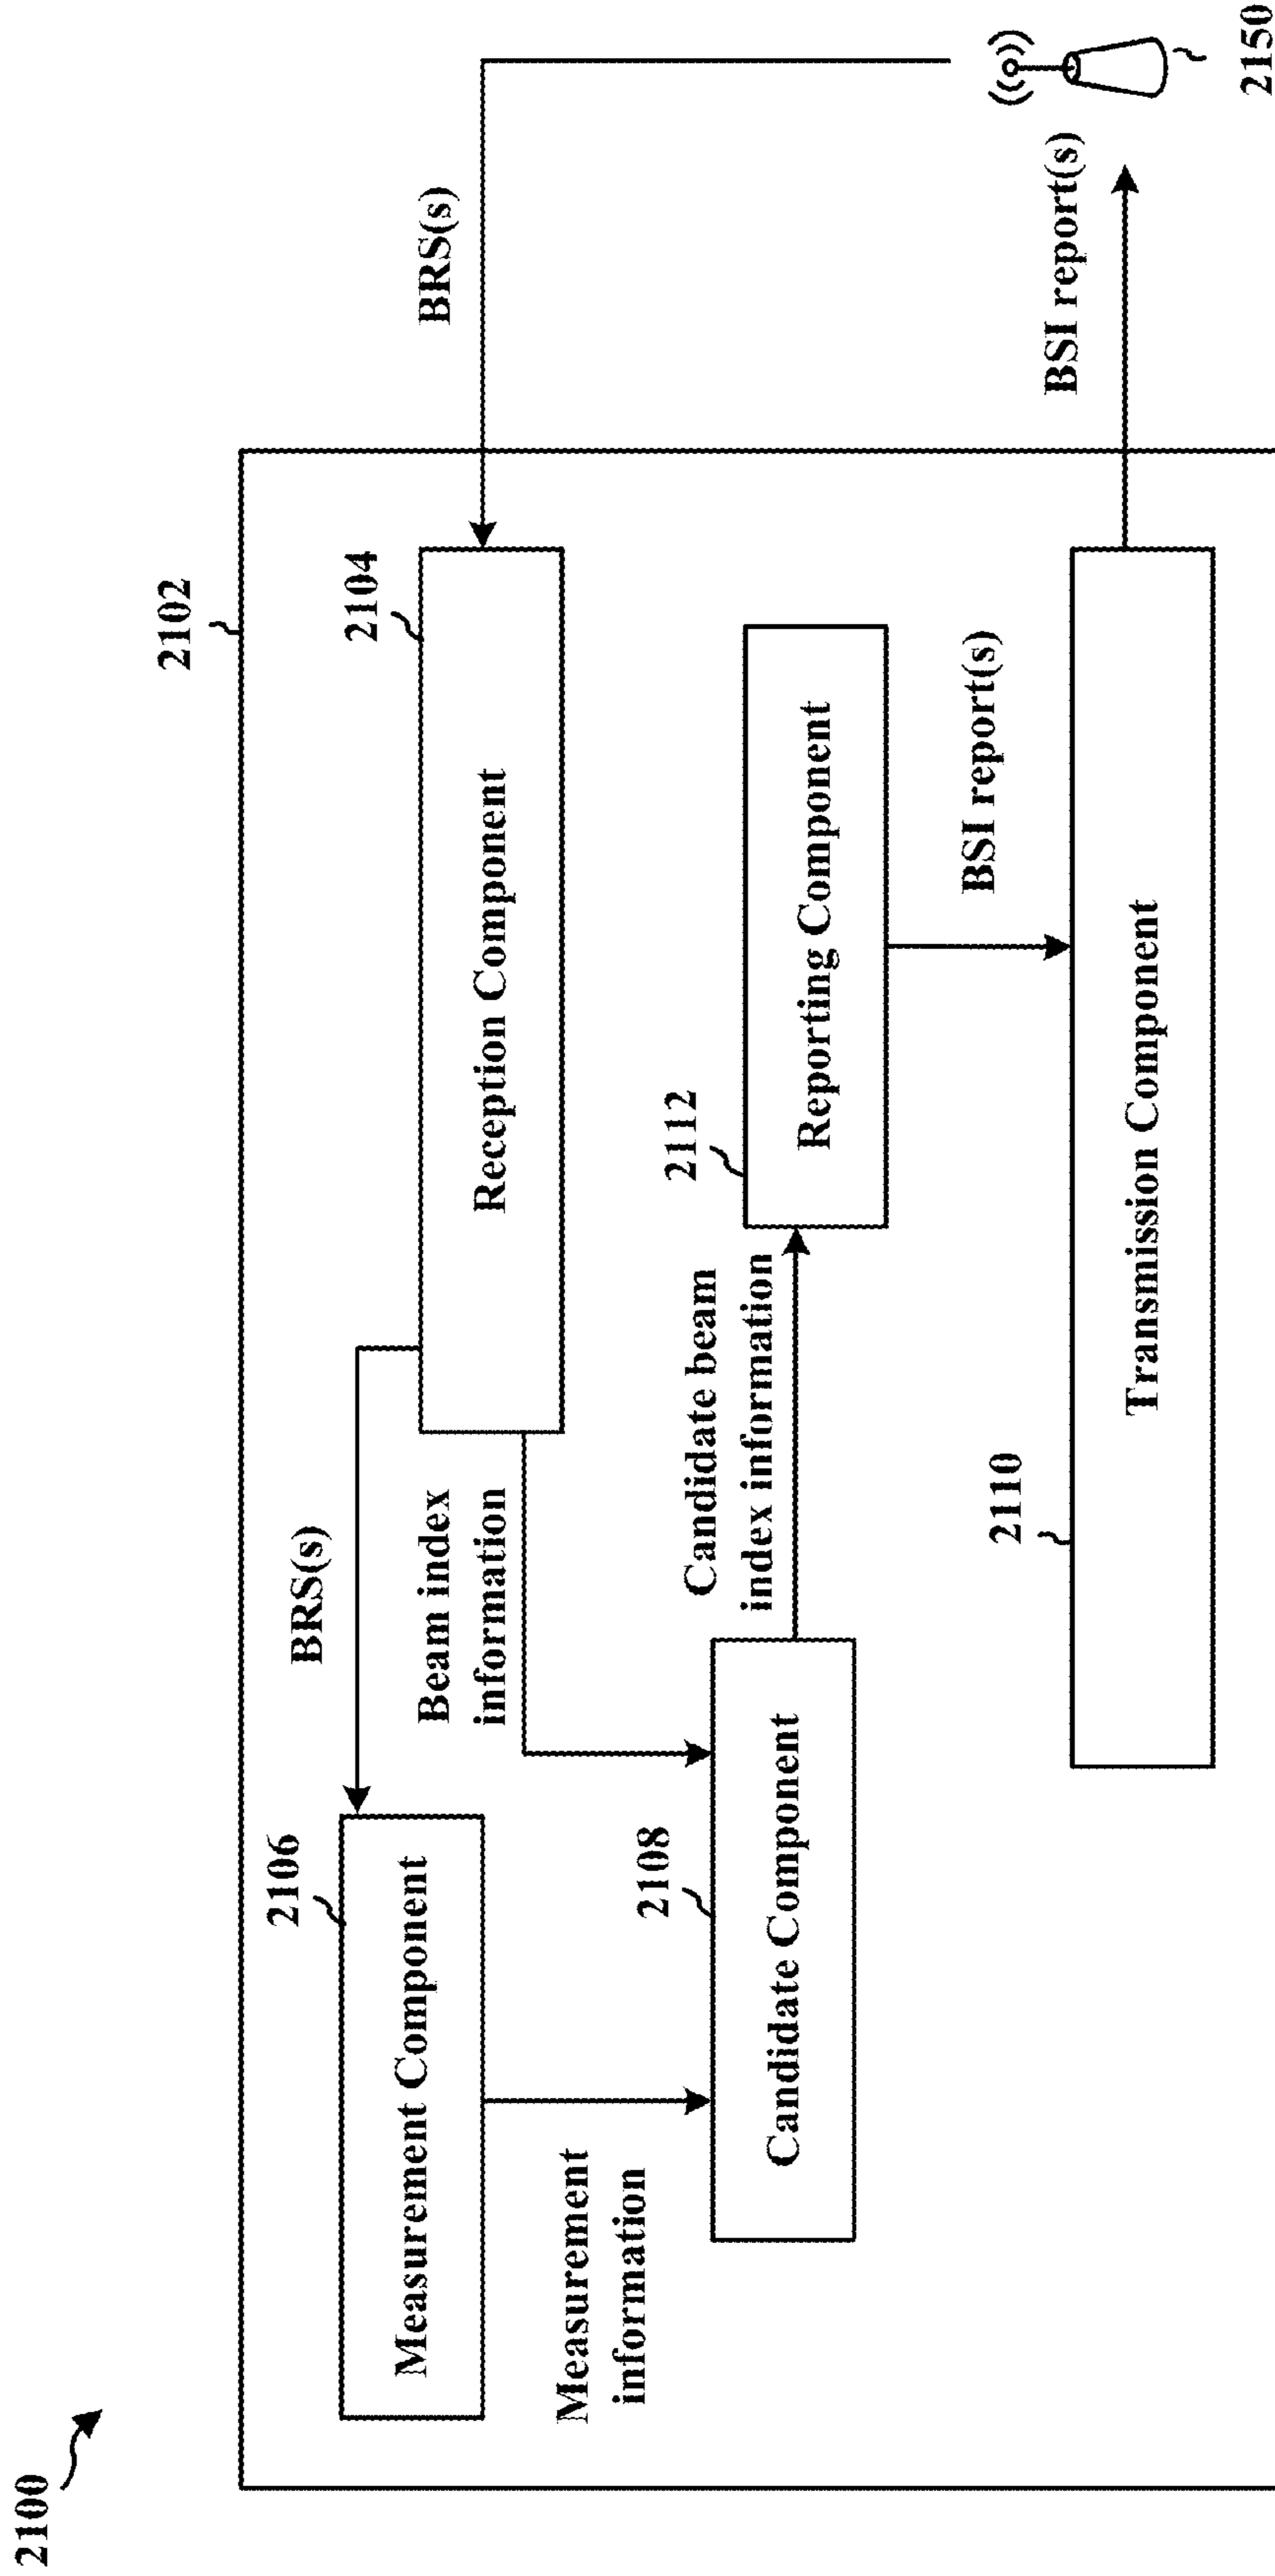 2100
2102
2106
Measurement Component
BRS(s)
2104
Reception Component
BRS(s)
Beam index
information
Measurement
information
2108
Candidate Component
Candidate beam
index information
2112
Reporting Component
BSI report(s)
2110
Transmission Component
BSI report(s)
2150